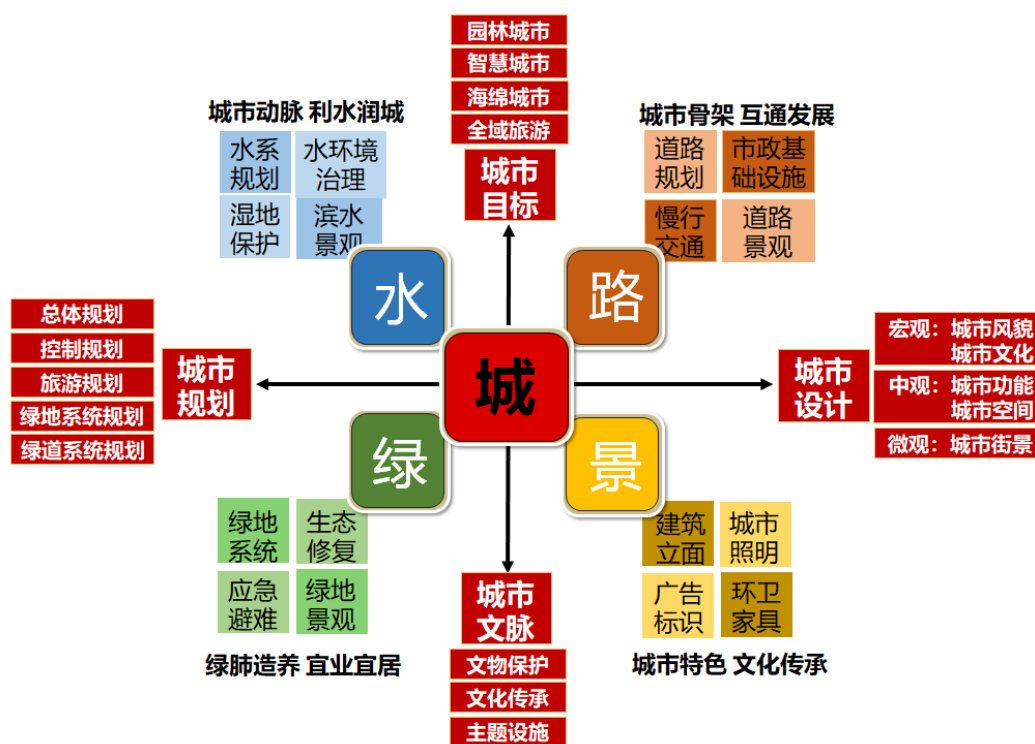 园林城市
智慧城市
海绵城市
全域旅游
城市
目标
城市动脉 利水润城
水系
规划
水环境
治理
湿地
保护
滨水
景观
城市骨架 互通发展
道路
规划
市政基
础设施
慢行
交通
道路
景观
水
路
城
绿
景
总体规划
控制规划
旅游规划
绿地系统规划
绿道系统规划
城市
规划
城市
设计
宏观：城市风貌
城市文化
中观：城市功能
城市空间
微观：城市街景
绿地
系统
生态
修复
应急
避难
绿地
景观
绿肺造养 宜业宜居
城市
文脉
文物保护
文化传承
主题设施
建筑
立面
城市
照明
广告
标识
环卫
家具
城市特色 文化传承